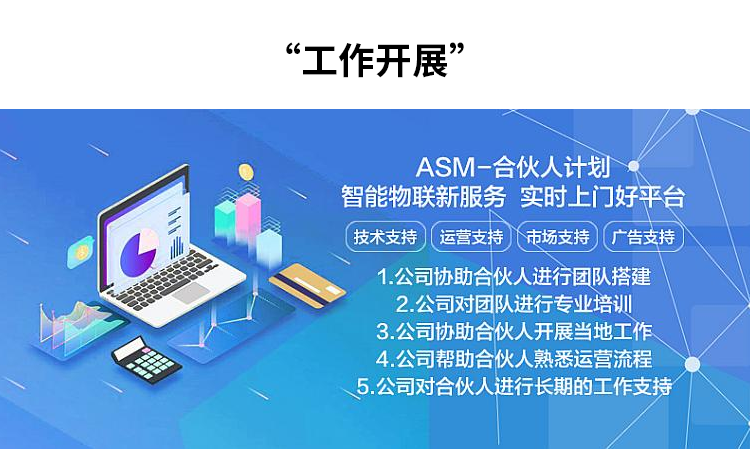 “工作开展”
ASM-合伙人计划
智能物联新服务 实时上门好平台
技术支持 运营支持 市场支持 广告支持
1.公司协助合伙人进行团队搭建
2.公司对团队进行专业培训
3.公司协助合伙人开展当地工作
4.公司帮助合伙人熟悉运营流程
5.公司对合伙人进行长期的工作支持